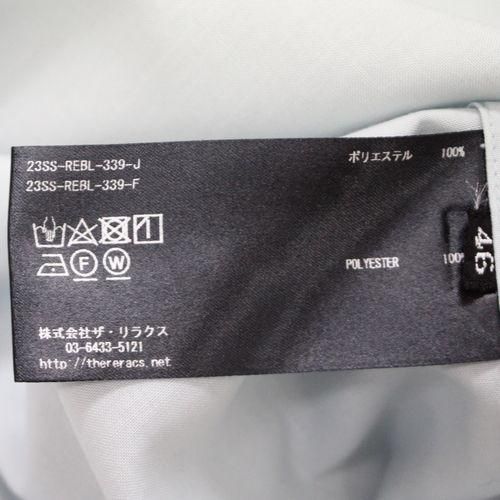 23SS-REBL-339-J
23SS-REBL-339-F
ポリエステル 100%
POLYESTER 100%
F W
株式会社ザ・リラクス
03-6433-5121
http://thereracs.net
46